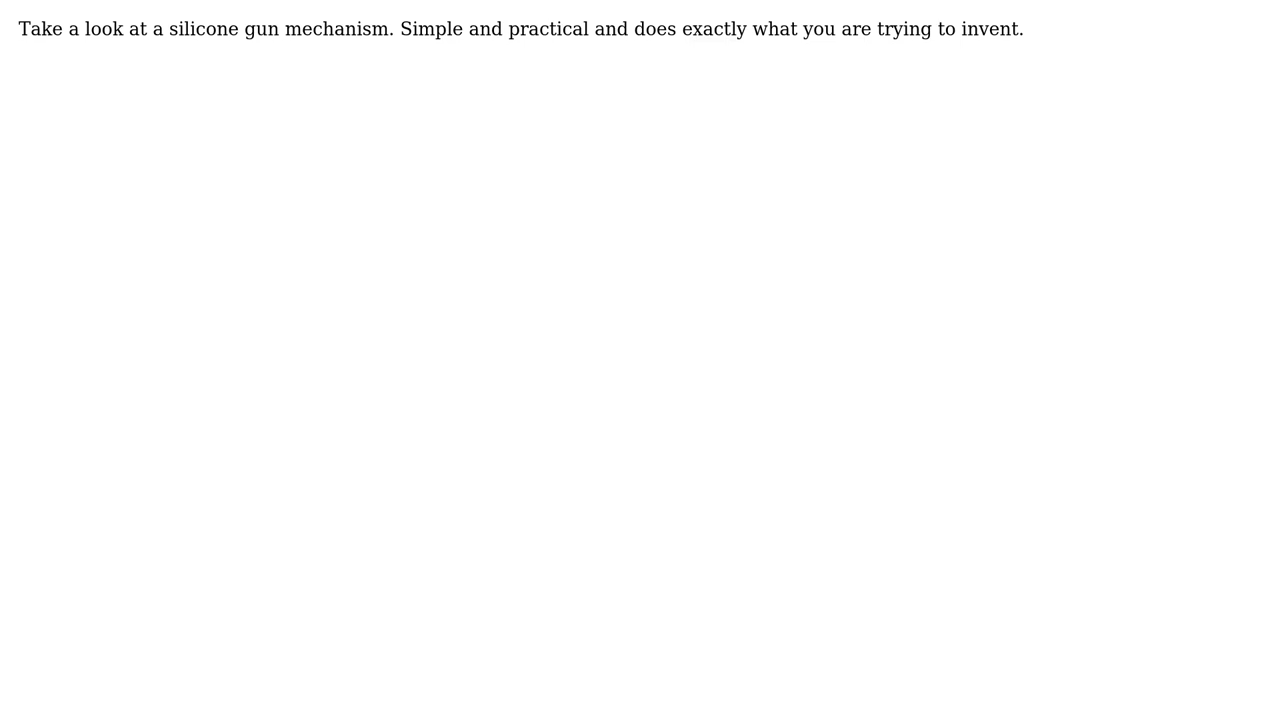 Take a look at a silicone gun mechanism. Simple and practical and does exactly what you are trying to invent.